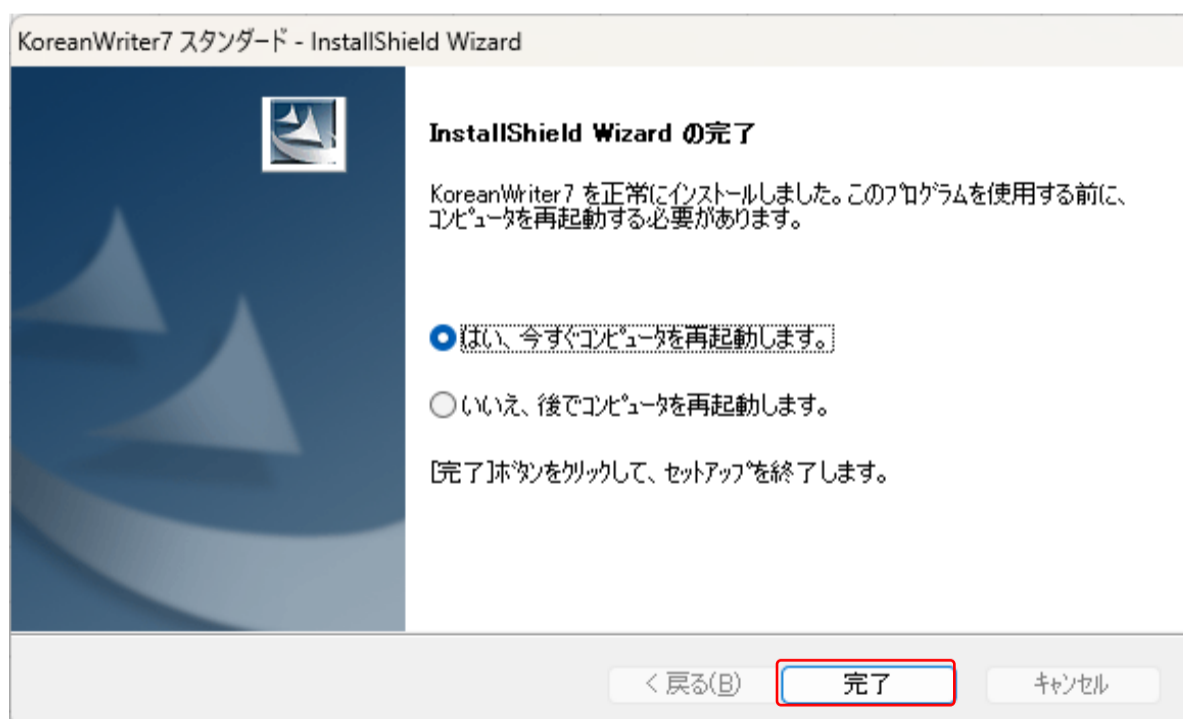 KoreanWriter7 スタンダード - InstallShield Wizard
InstallShield Wizard の完了
KoreanWriter7 を正常にインストールしました。このプログラムを使用する前に、
コンピュータを再起動する必要があります。
はい、今すぐコンピュータを再起動します。
いいえ、後でコンピュータを再起動します。
[完了]ボタンをクリックして、セットアップを終了します。
< 戻る(B)
完了
キャンセル